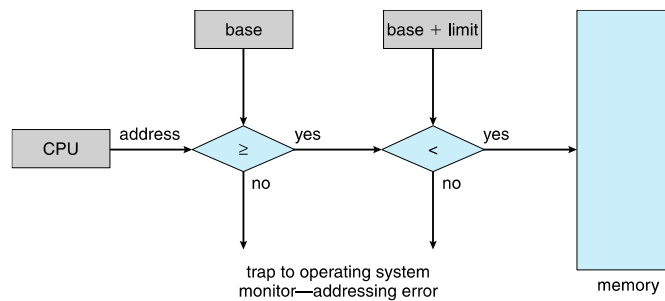 base
base + limit
CPU
address
≥
yes
<
yes
no
no
trap to operating system
monitor—addressing error
memory